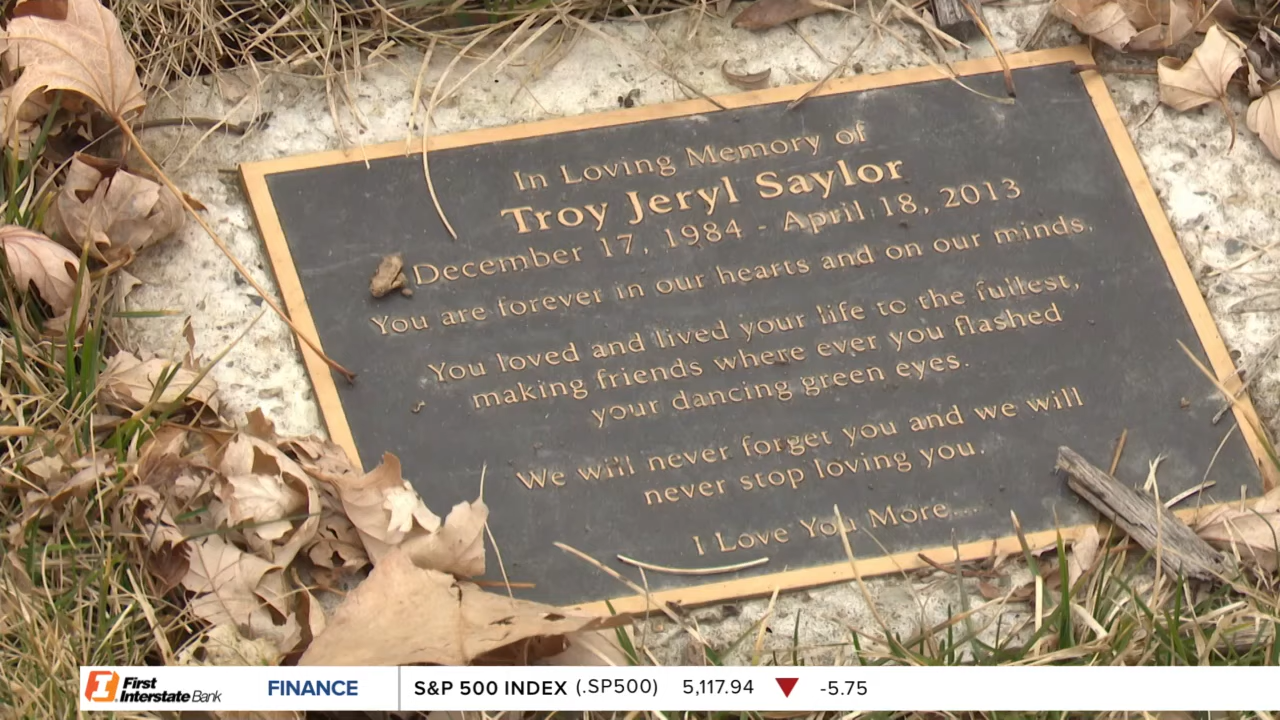 In Loving Memory of
Troy Jeryl Saylor
December 17, 1984 - April 18, 2013
You are forever in our hearts and on our minds,
You loved and lived your life to the fullest,
making friends where ever you flashed
your dancing green eyes.
We will never forget you and we will
never stop loving you.
I Love You More...
First
Interstate Bank
FINANCE
S&P 500 INDEX (.SP500) 5,117.94 ▼ -5.75